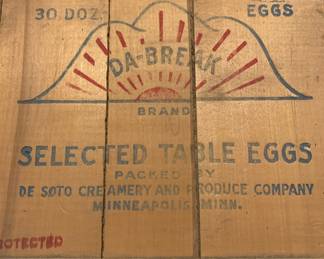 30 DOZ.
EGGS
DA-BREAK
BRAND
SELECTED TABLE EGGS
PACKED BY
DE SOTO CREAMERY AND PRODUCE COMPANY
MINNEAPOLIS, MINN.
ROTECTED